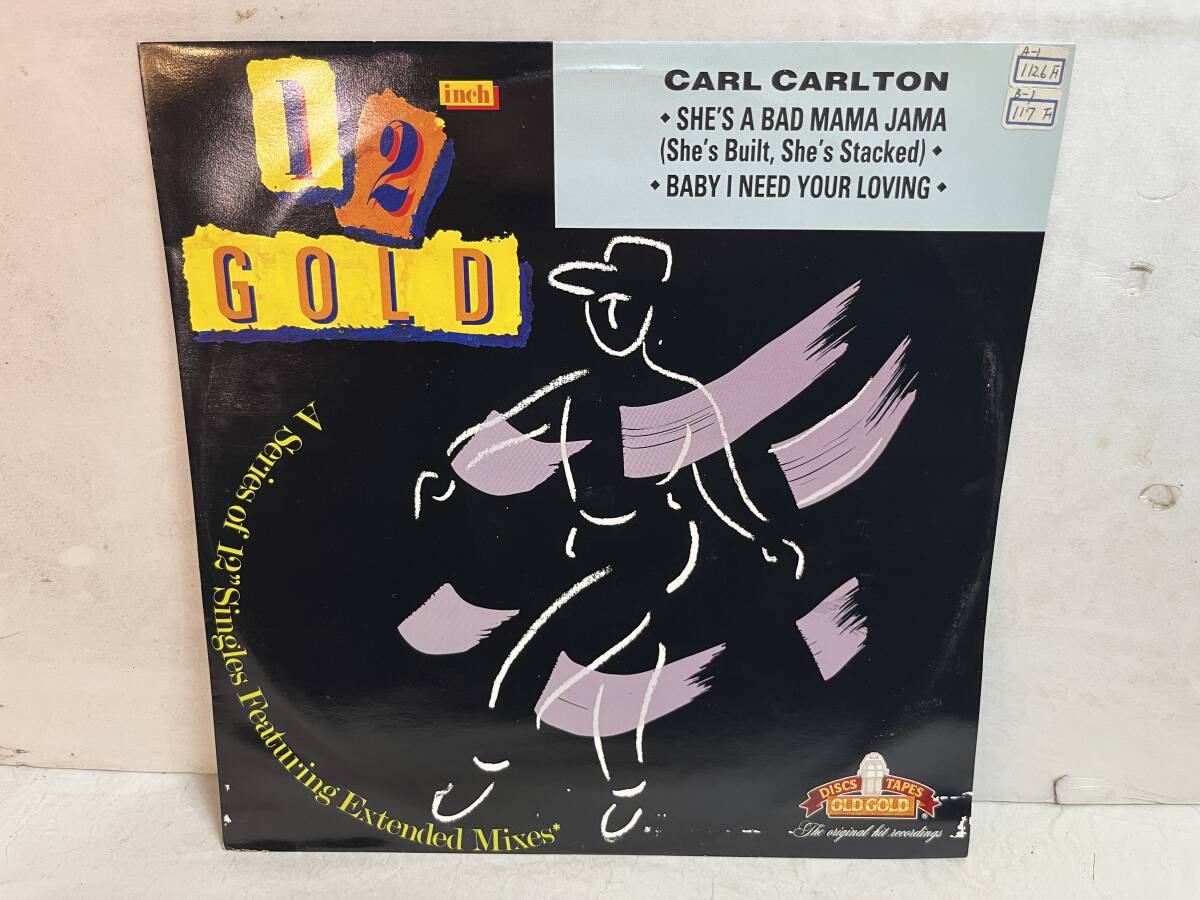 12 inch
GOLD
CARL CARLTON
◆ SHE'S A BAD MAMA JAMA
(She's Built, She's Stacked) ◆
◆ BABY I NEED YOUR LOVING ◆
A-1
1126 A
B-1
117 A
A Series of 12" Singles Featuring Extended Mixes*
DISCS TAPES
OLD GOLD
The original hit recordings